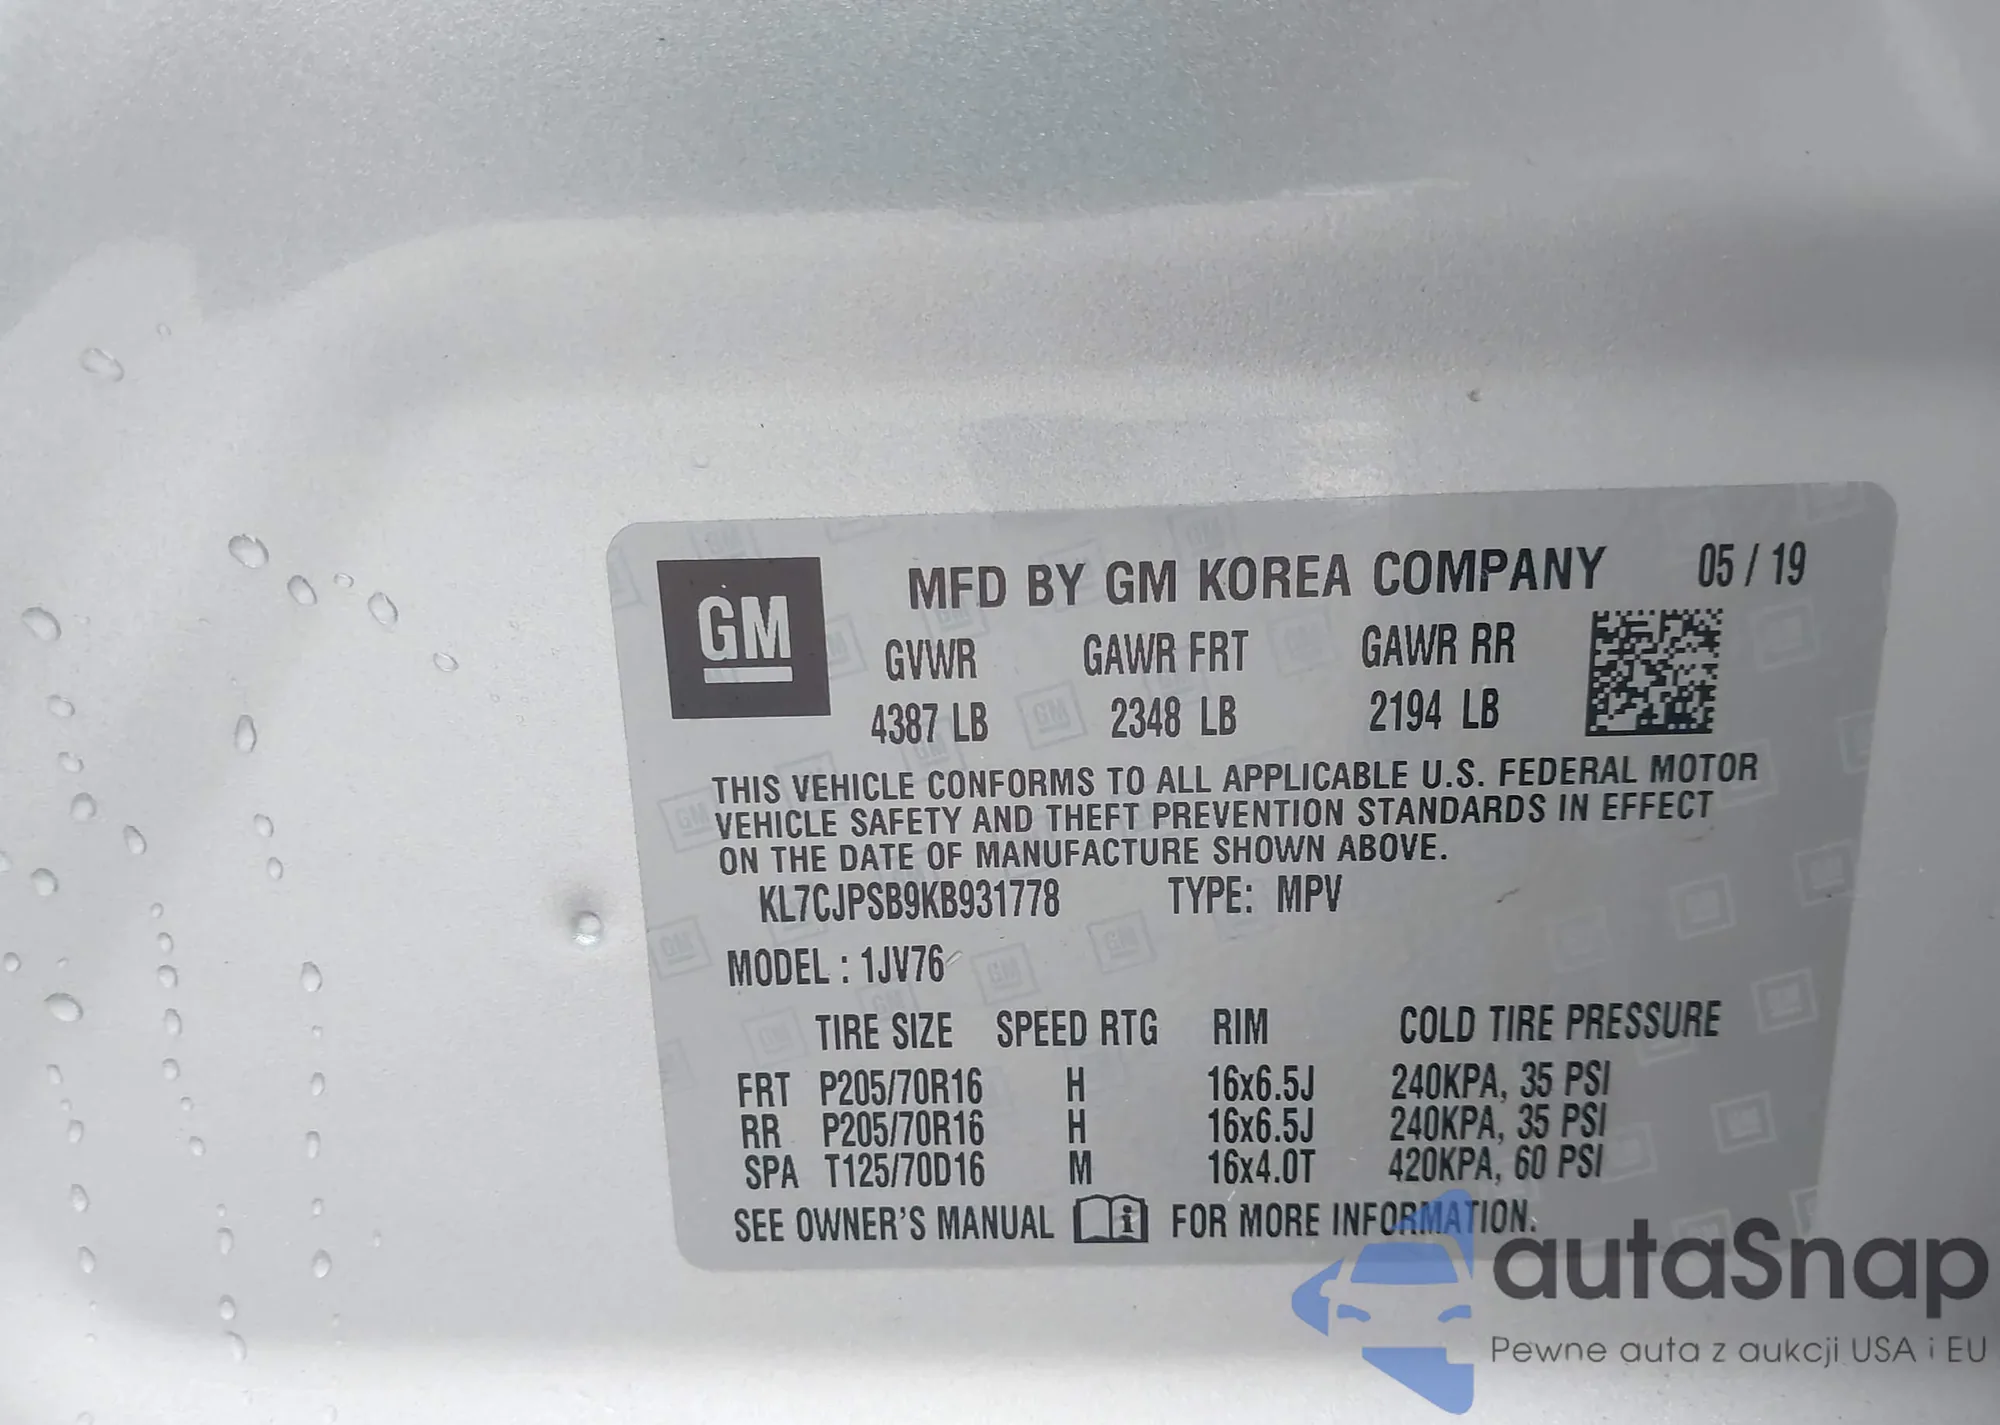 GM
MFD BY GM KOREA COMPANY 05 / 19
GVWR GAWR FRT GAWR RR
4387 LB 2348 LB 2194 LB
THIS VEHICLE CONFORMS TO ALL APPLICABLE U.S. FEDERAL MOTOR
VEHICLE SAFETY AND THEFT PREVENTION STANDARDS IN EFFECT
ON THE DATE OF MANUFACTURE SHOWN ABOVE.
KL7CJPSB9KB931778 TYPE: MPV
MODEL : 1JV76
TIRE SIZE SPEED RTG RIM COLD TIRE PRESSURE
FRT P205/70R16 H 16x6.5J 240KPA, 35 PSI
RR P205/70R16 H 16x6.5J 240KPA, 35 PSI
SPA T125/70D16 M 16x4.0T 420KPA, 60 PSI
SEE OWNER'S MANUAL i FOR MORE INFORMATION.
autaSnap
Pewne auta z aukcji USA i EU